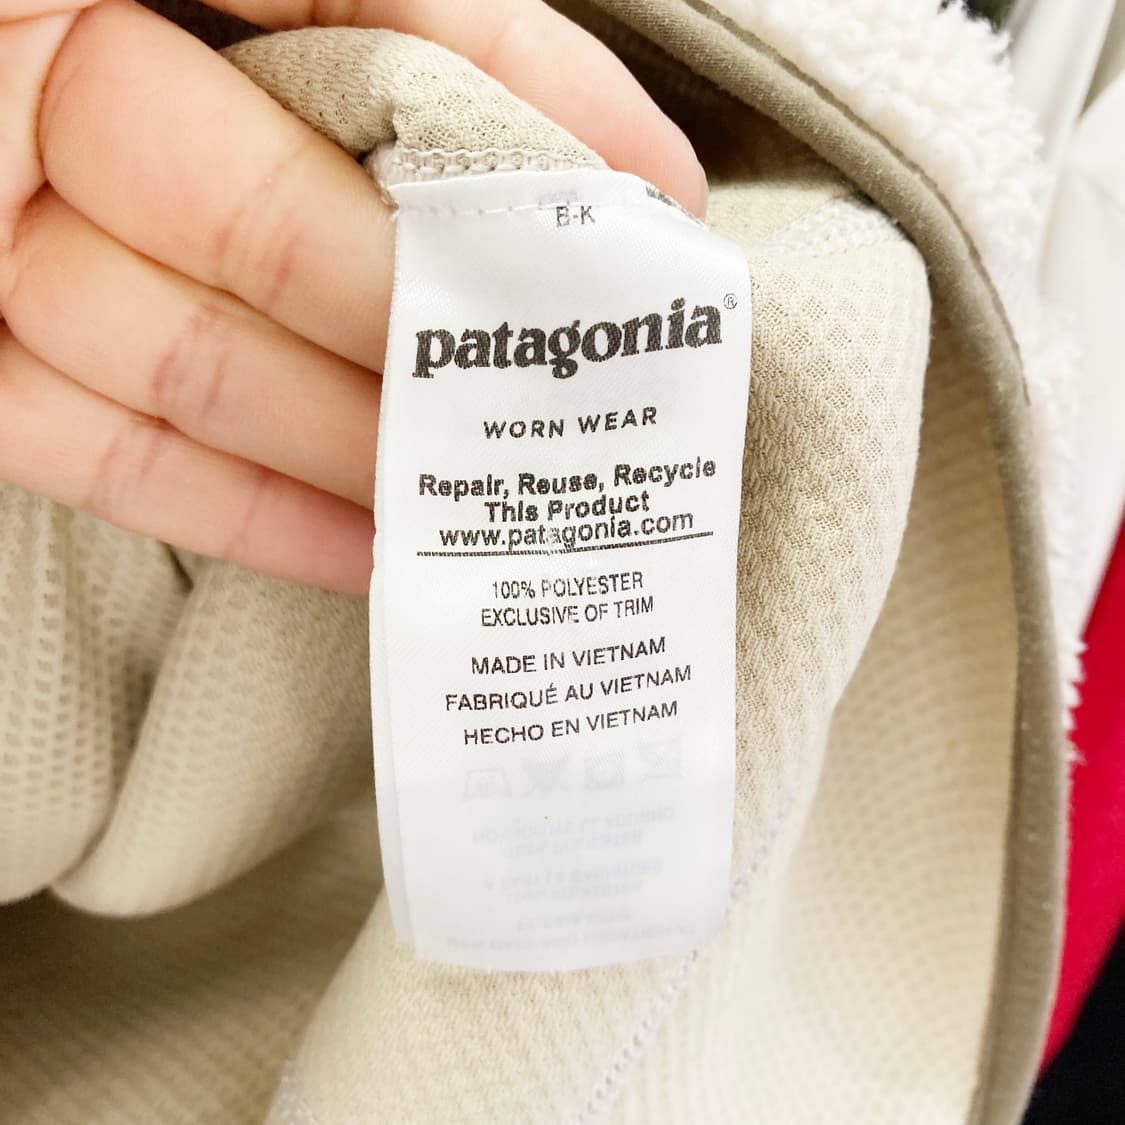 B-K
patagonia®
WORN WEAR
Repair, Reuse, Recycle
This Product
www.patagonia.com
100% POLYESTER
EXCLUSIVE OF TRIM
MADE IN VIETNAM
FABRIQUÉ AU VIETNAM
HECHO EN VIETNAM